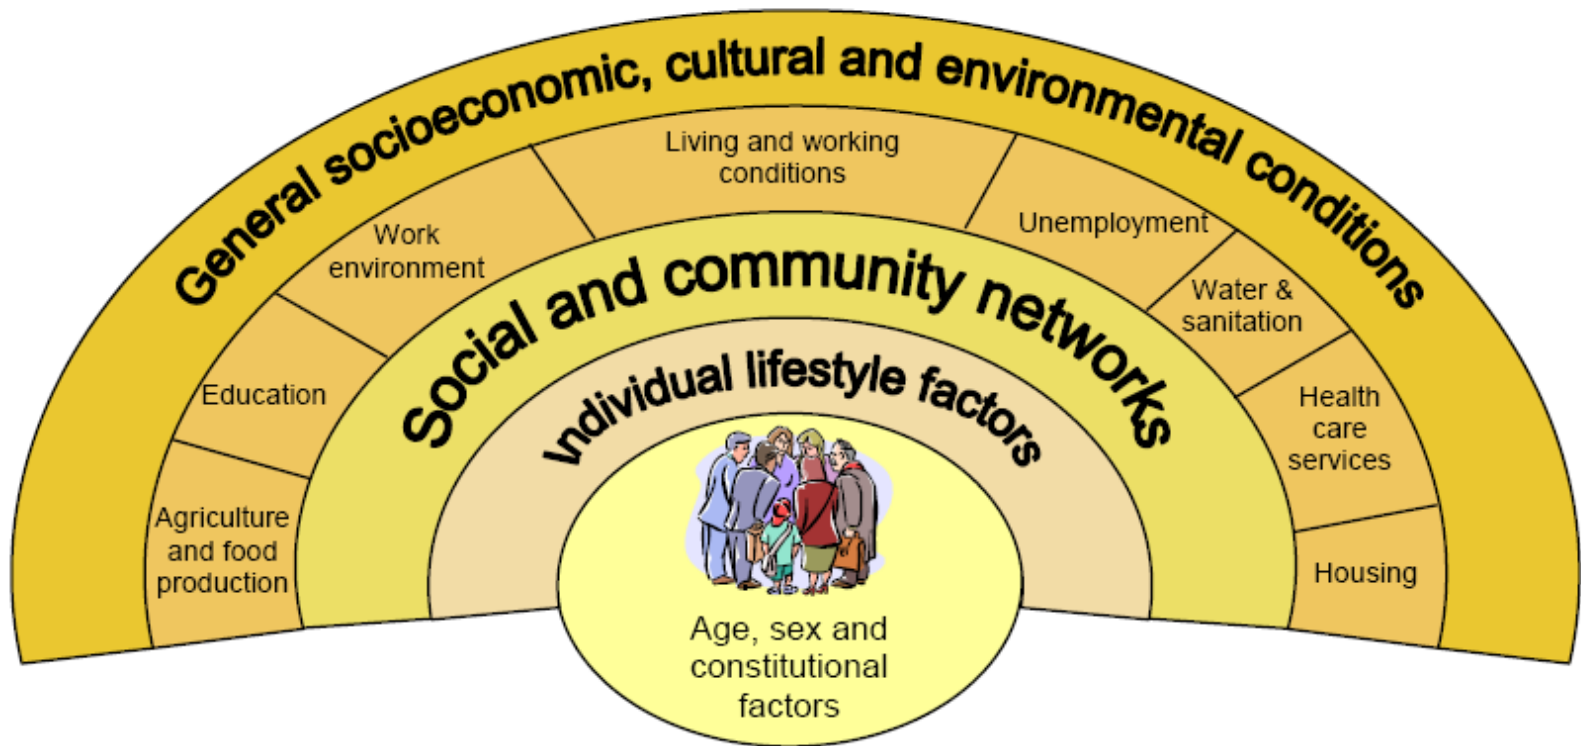 General socioeconomic, cultural and environmental conditions
Living and working
conditions
Work
environment
Unemployment
Water &
sanitation
Education
Health
care
services
Agriculture
and food
production
Housing
Social and community networks
Individual lifestyle factors
Age, sex and
constitutional
factors